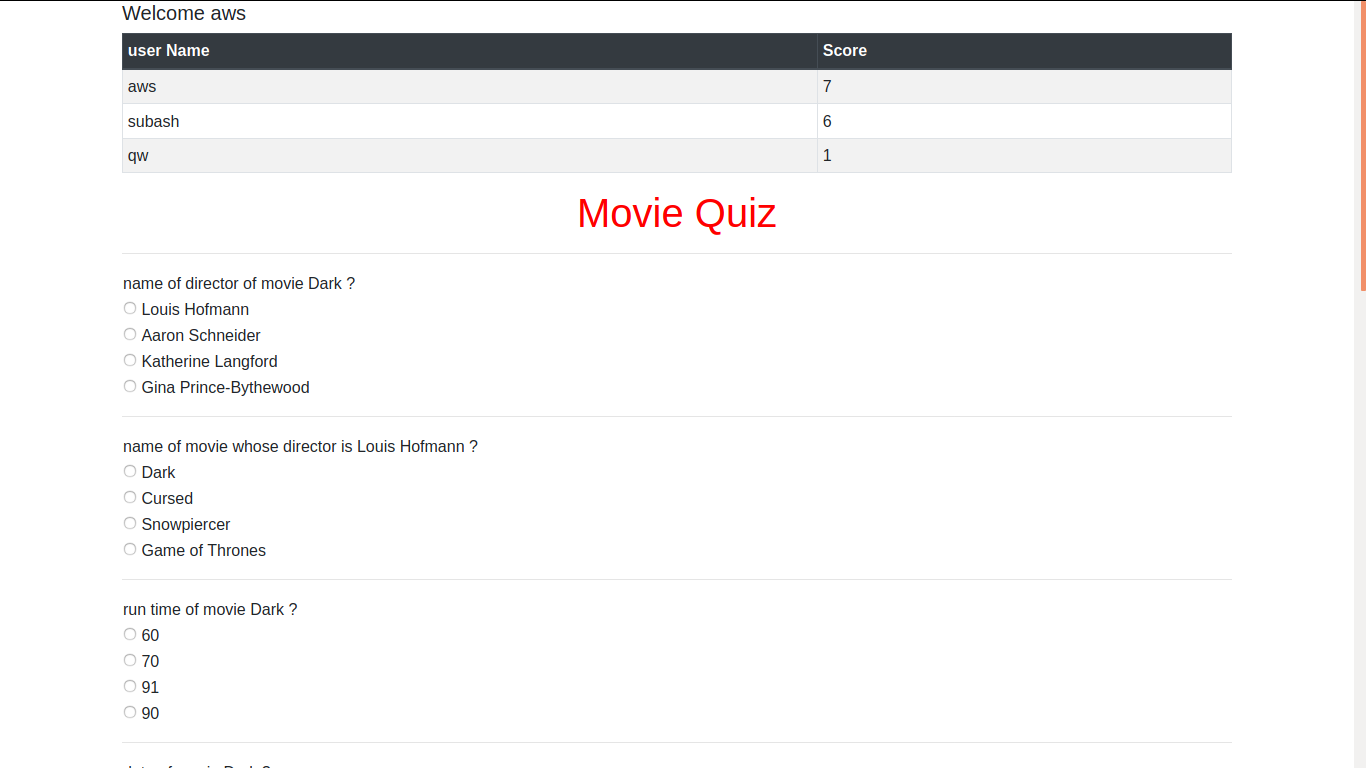 Welcome aws
user Name Score
aws 7
subash 6
qw 1
Movie Quiz
name of director of movie Dark ?
Louis Hofmann
Aaron Schneider
Katherine Langford
Gina Prince-Bythewood
name of movie whose director is Louis Hofmann ?
Dark
Cursed
Snowpiercer
Game of Thrones
run time of movie Dark ?
60
70
91
90